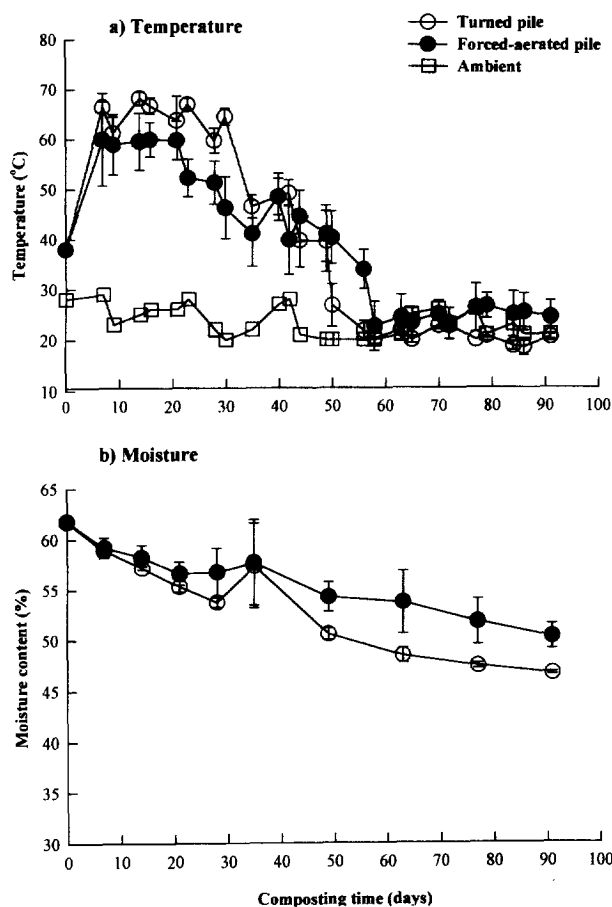 a) Temperature
Turned pile
Forced-aerated pile
Ambient
Temperature (°C)
80
70
60
50
40
30
20
10
0 10 20 30 40 50 60 70 80 90 100
b) Moisture
Moisture content (%)
65
60
55
50
45
40
35
30
0 10 20 30 40 50 60 70 80 90 100
Composting time (days)